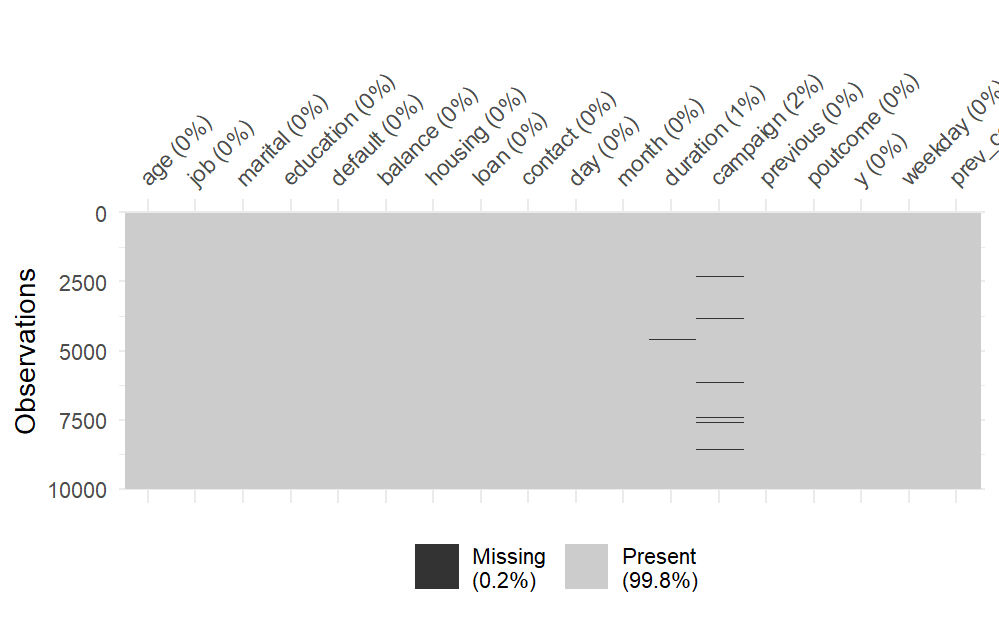 age (0%)
job (0%)
marital (0%)
education (0%)
default (0%)
balance (0%)
housing (0%)
loan (0%)
contact (0%)
day (0%)
month (0%)
duration (1%)
campaign (2%)
previous (0%)
poutcome (0%)
y (0%)
weekday (0%)
Observations
0
2500
5000
7500
10000
Missing
(0.2%)
Present
(99.8%)